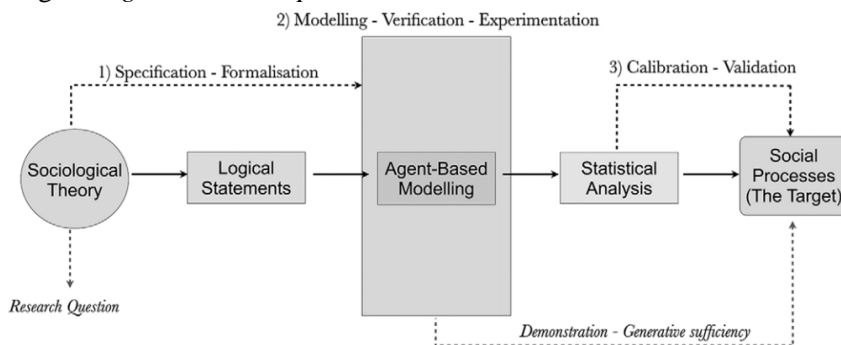 2) Modelling - Verification - Experimentation
1) Specification - Formalisation
3) Calibration - Validation
Sociological
Theory
Logical
Statements
Agent-Based
Modelling
Statistical
Analysis
Social
Processes
(The Target)
Research Question
Demonstration - Generative sufficiency